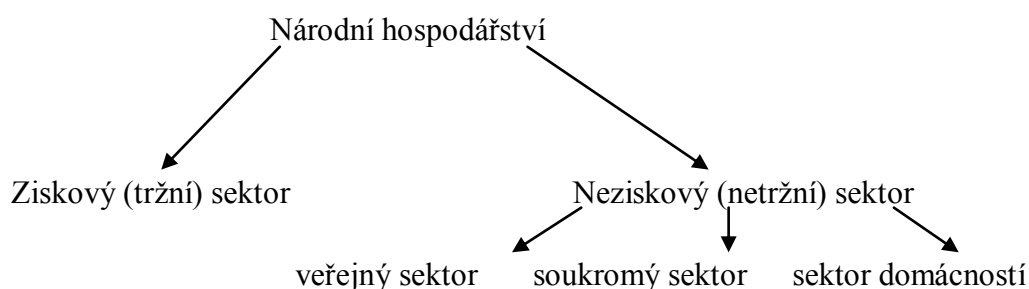 Národní hospodářství
Ziskový (tržní) sektor Neziskový (netržní) sektor
veřejný sektor soukromý sektor sektor domácností